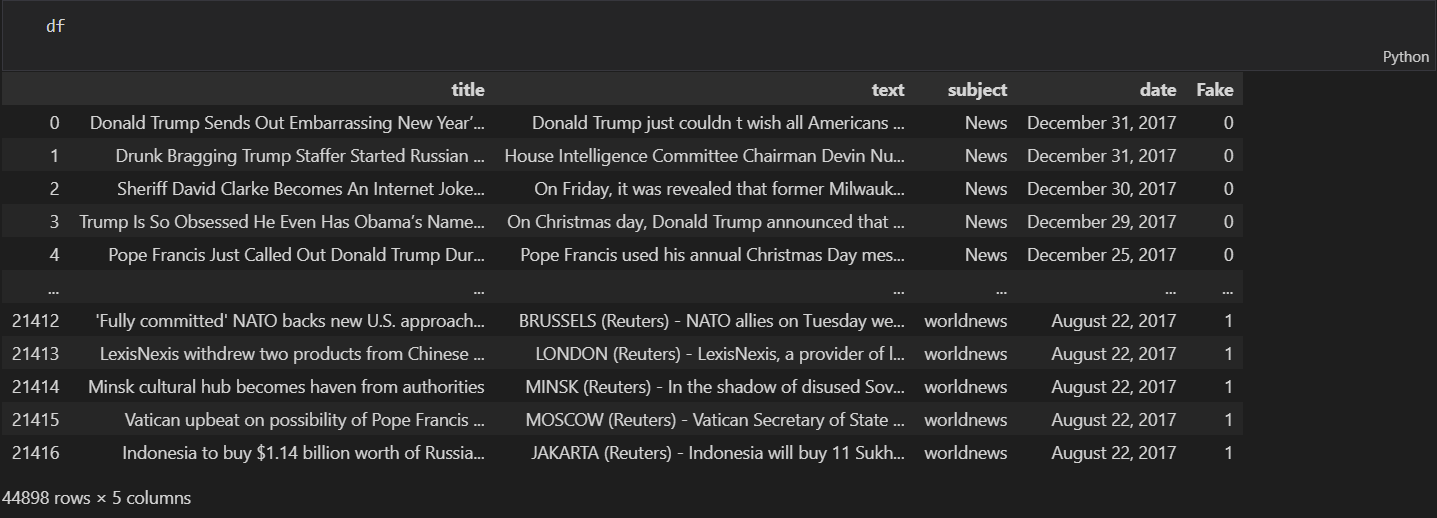 df
Python
title text subject date Fake
0 Donald Trump Sends Out Embarrassing New Year’... Donald Trump just couldn t wish all Americans ... News December 31, 2017 0
1 Drunk Bragging Trump Staffer Started Russian ... House Intelligence Committee Chairman Devin Nu... News December 31, 2017 0
2 Sheriff David Clarke Becomes An Internet Joke... On Friday, it was revealed that former Milwauk... News December 30, 2017 0
3 Trump Is So Obsessed He Even Has Obama’s Name... On Christmas day, Donald Trump announced that ... News December 29, 2017 0
4 Pope Francis Just Called Out Donald Trump Dur... Pope Francis used his annual Christmas Day mes... News December 25, 2017 0
... ... ... ... ... ...
21412 'Fully committed' NATO backs new U.S. approach... BRUSSELS (Reuters) - NATO allies on Tuesday we... worldnews August 22, 2017 1
21413 LexisNexis withdrew two products from Chinese ... LONDON (Reuters) - LexisNexis, a provider of l... worldnews August 22, 2017 1
21414 Minsk cultural hub becomes haven from authorities MINSK (Reuters) - In the shadow of disused Sov... worldnews August 22, 2017 1
21415 Vatican upbeat on possibility of Pope Francis ... MOSCOW (Reuters) - Vatican Secretary of State ... worldnews August 22, 2017 1
21416 Indonesia to buy $1.14 billion worth of Russia... JAKARTA (Reuters) - Indonesia will buy 11 Sukh... worldnews August 22, 2017 1
44898 rows × 5 columns